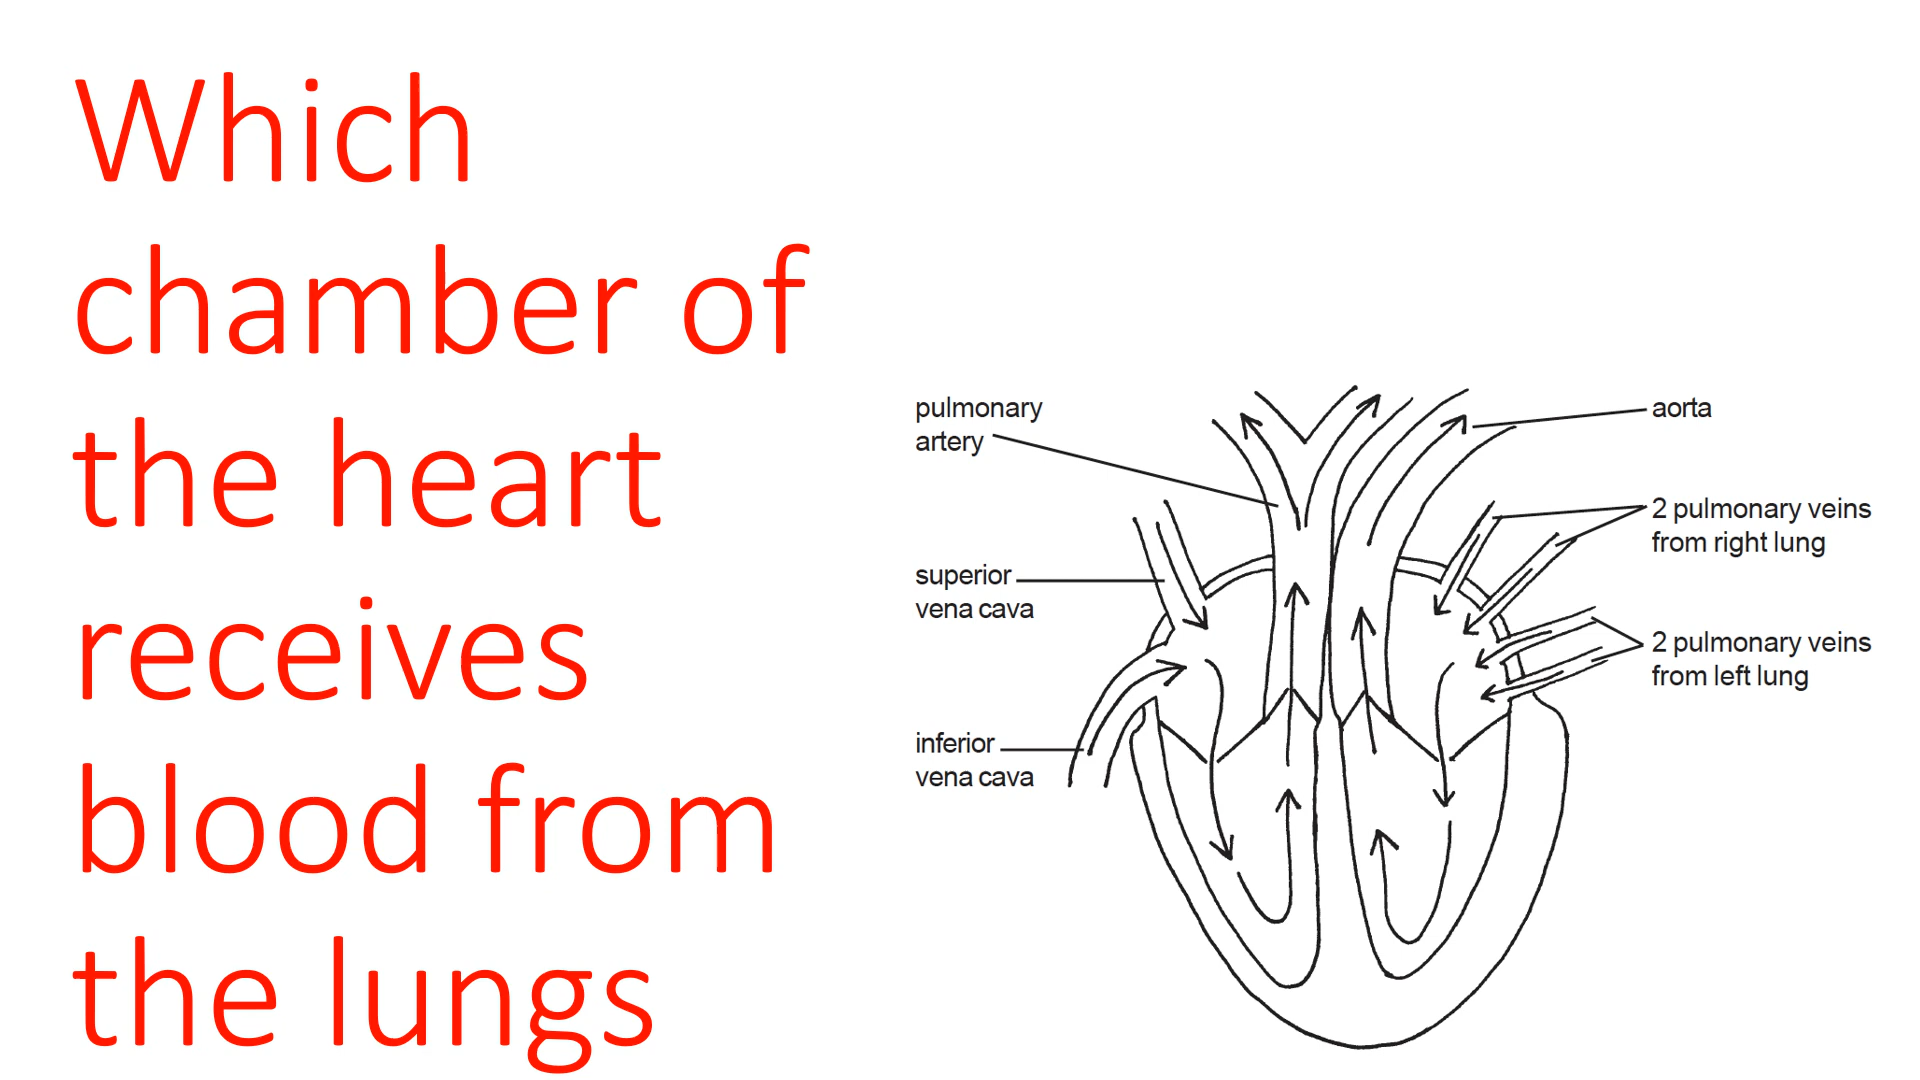 Which
chamber of
the heart
receives
blood from
the lungs
pulmonary
artery
superior
vena cava
inferior
vena cava
aorta
2 pulmonary veins
from right lung
2 pulmonary veins
from left lung